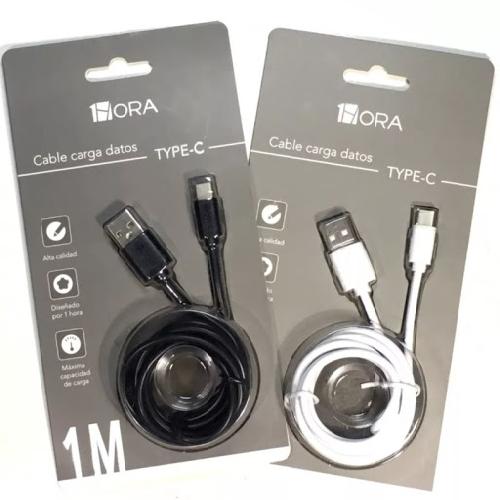 1HORA
Cable carga datos
TYPE-C
Alta calidad
Diseñado
por 1 hora
Máxima
capacidad
de carga
1M
1HORA
Cable carga datos
TYPE-C
calidad